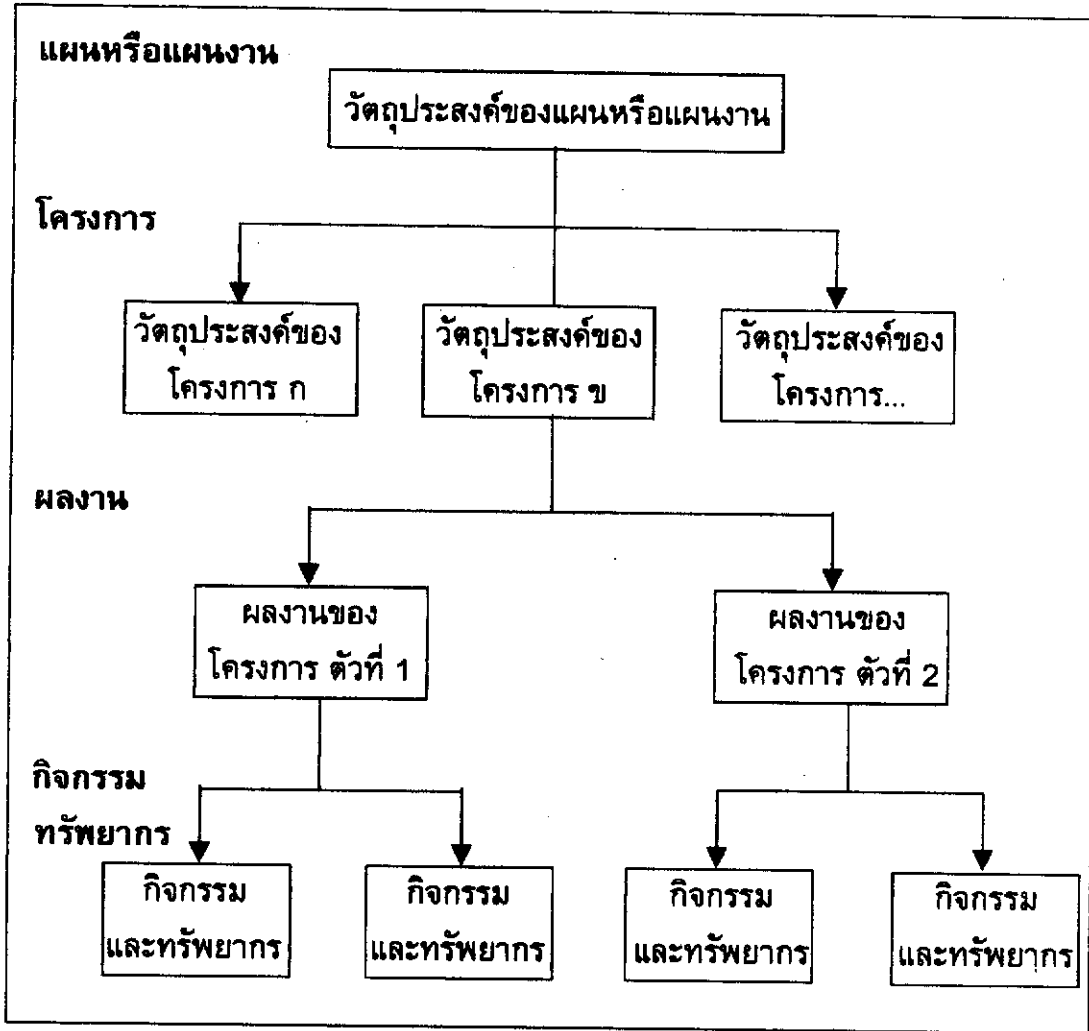 แผนหรือแผนงาน
วัตถุประสงค์ของแผนหรือแผนงาน
โครงการ
วัตถุประสงค์ของ
โครงการ ก
วัตถุประสงค์ของ
โครงการ ข
วัตถุประสงค์ของ
โครงการ...
ผลงาน
ผลงานของ
โครงการ ตัวที่ 1
ผลงานของ
โครงการ ตัวที่ 2
กิจกรรม
ทรัพยากร
กิจกรรม
และทรัพยากร
กิจกรรม
และทรัพยากร
กิจกรรม
และทรัพยากร
กิจกรรม
และทรัพยากร